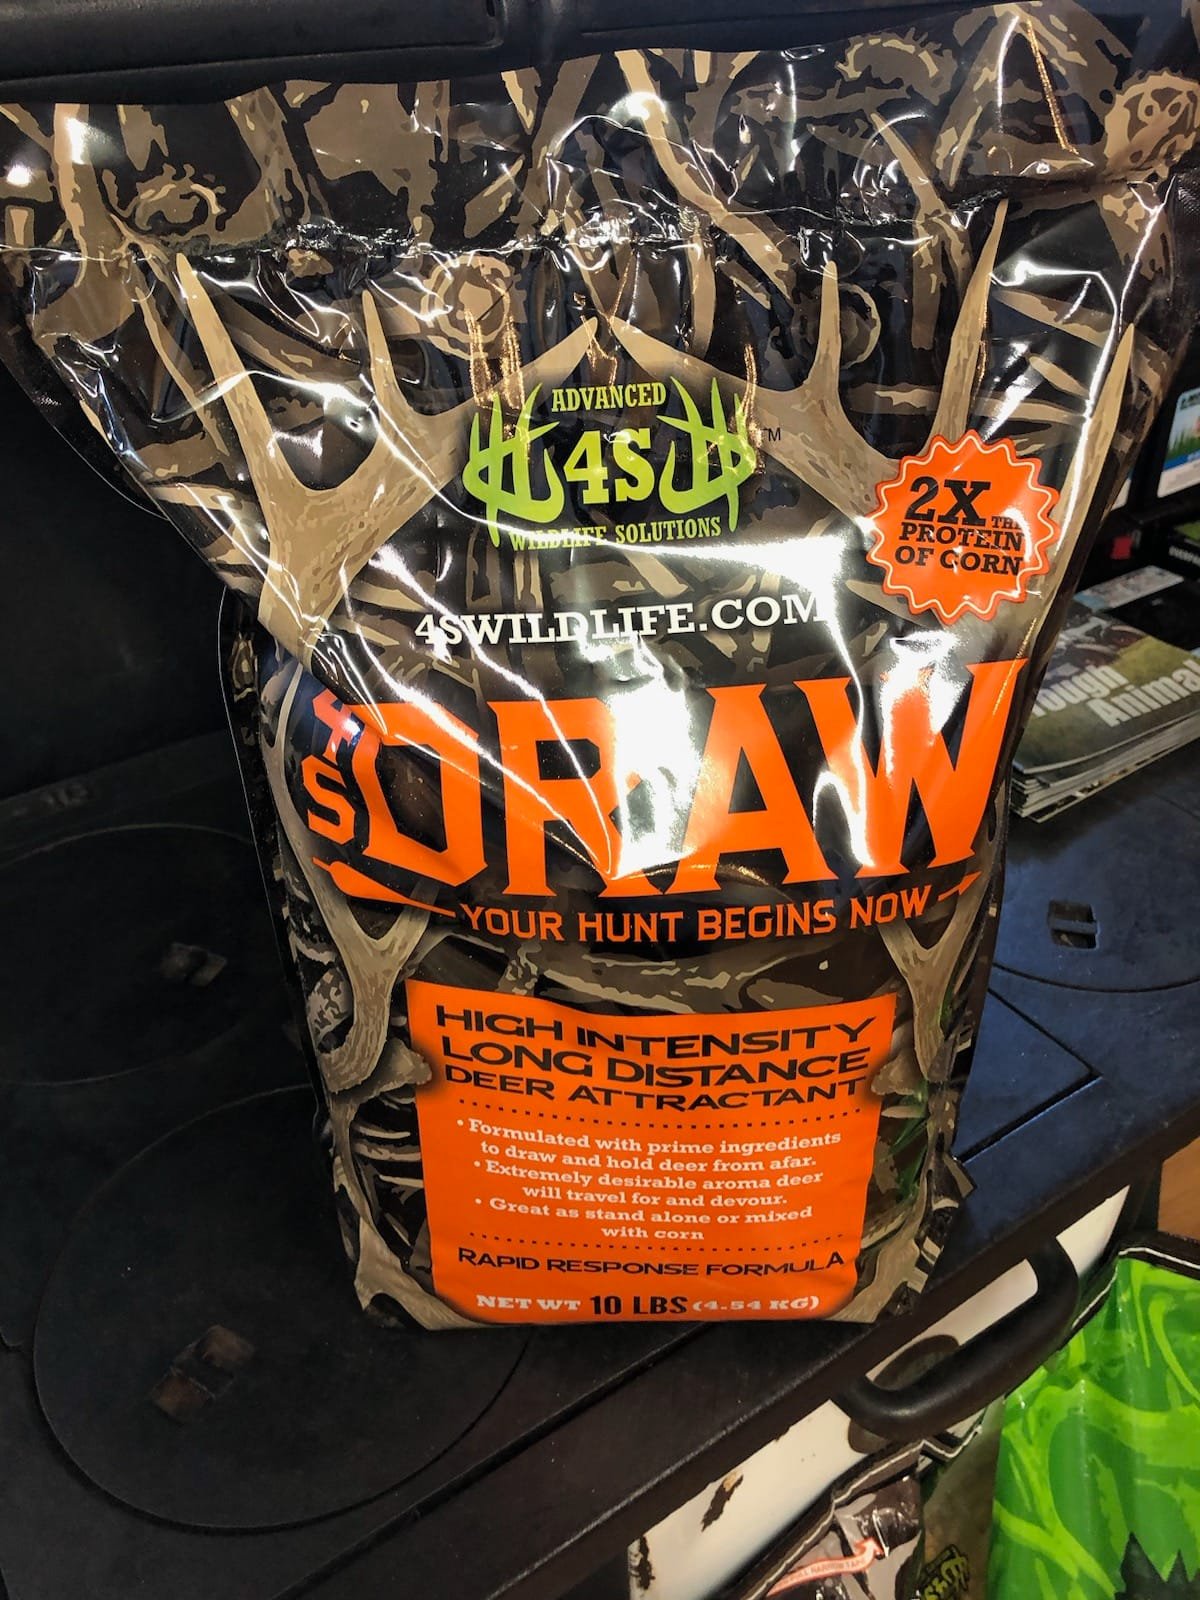 ADVANCED
4S
TM
WILDLIFE SOLUTIONS
2X THE
PROTEIN
OF CORN
4SWILDLIFE.COM
4S DRAW
YOUR HUNT BEGINS NOW
HIGH INTENSITY
LONG DISTANCE
DEER ATTRACTANT
• Formulated with prime ingredients
to draw and hold deer from afar.
• Extremely desirable aroma deer
will travel for and devour.
• Great as stand alone or mixed
with corn
RAPID RESPONSE FORMULA
NET WT 10 LBS (4.54 KG)